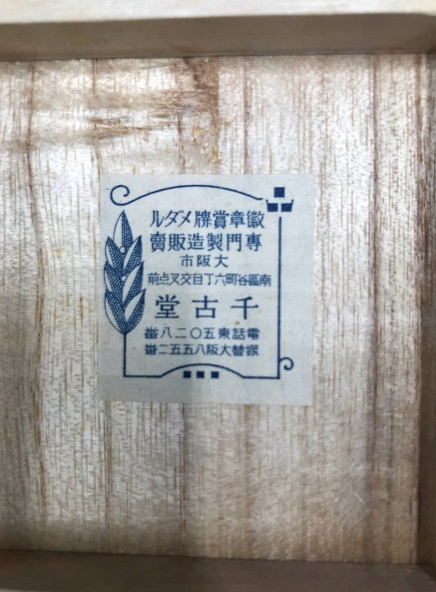 徽章賞牌メダル
專門製造販賣
大阪市
南區谷町六丁目交叉点前
千古堂
電話東五〇二八番
振替大阪八五五二番